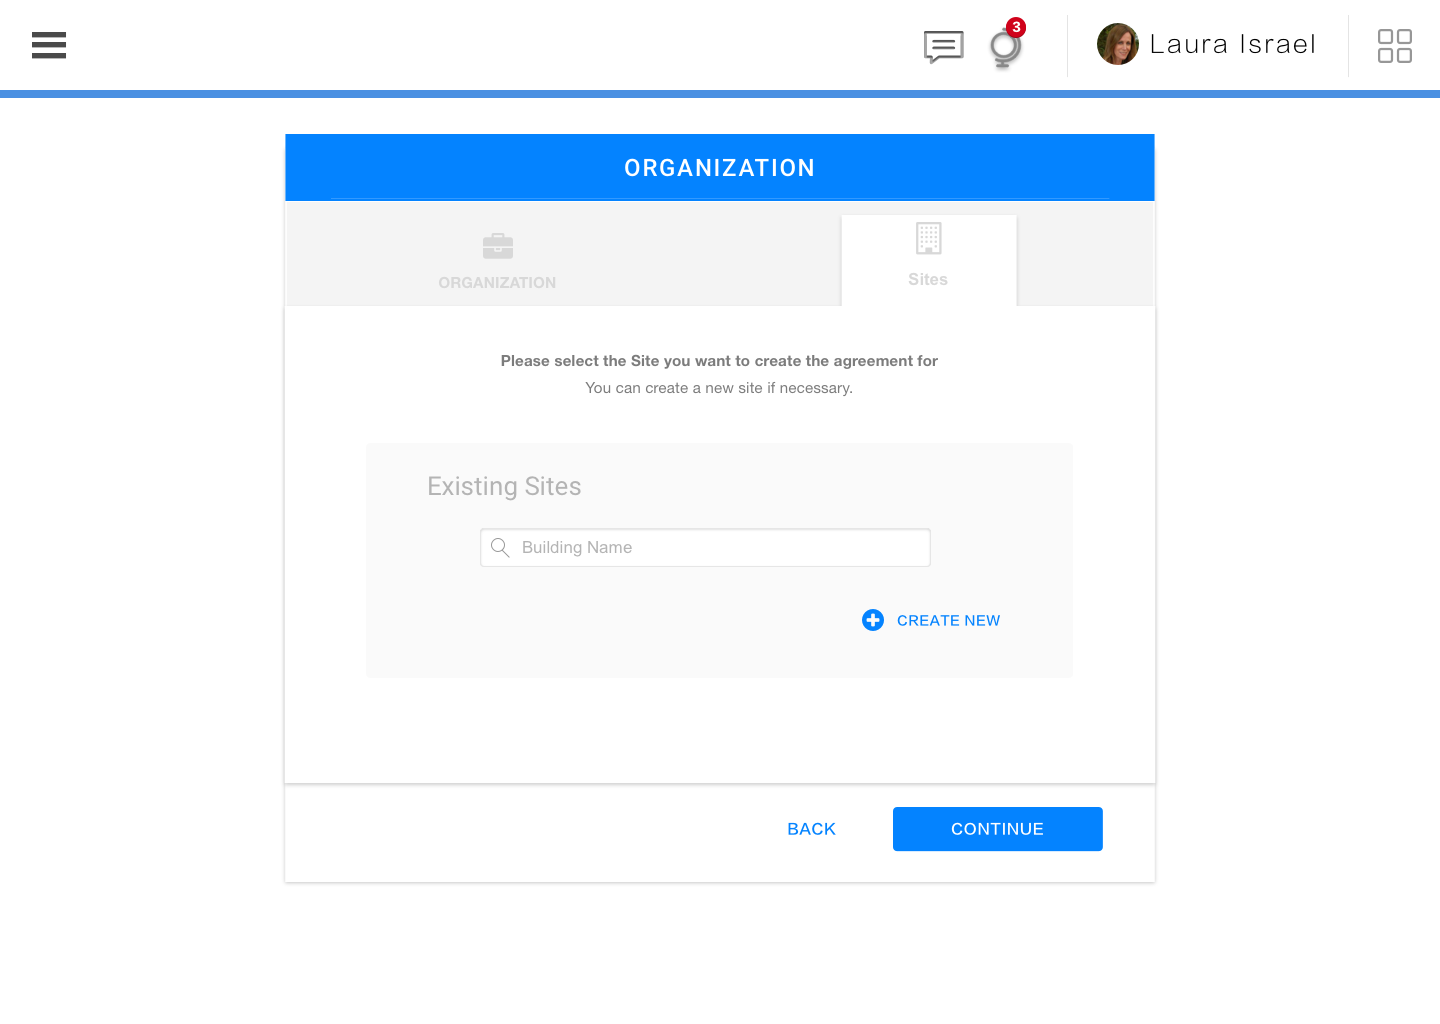 3
Laura Israel
ORGANIZATION
ORGANIZATION
Sites
Please select the Site you want to create the agreement for
You can create a new site if necessary.
Existing Sites
Building Name
CREATE NEW
BACK
CONTINUE